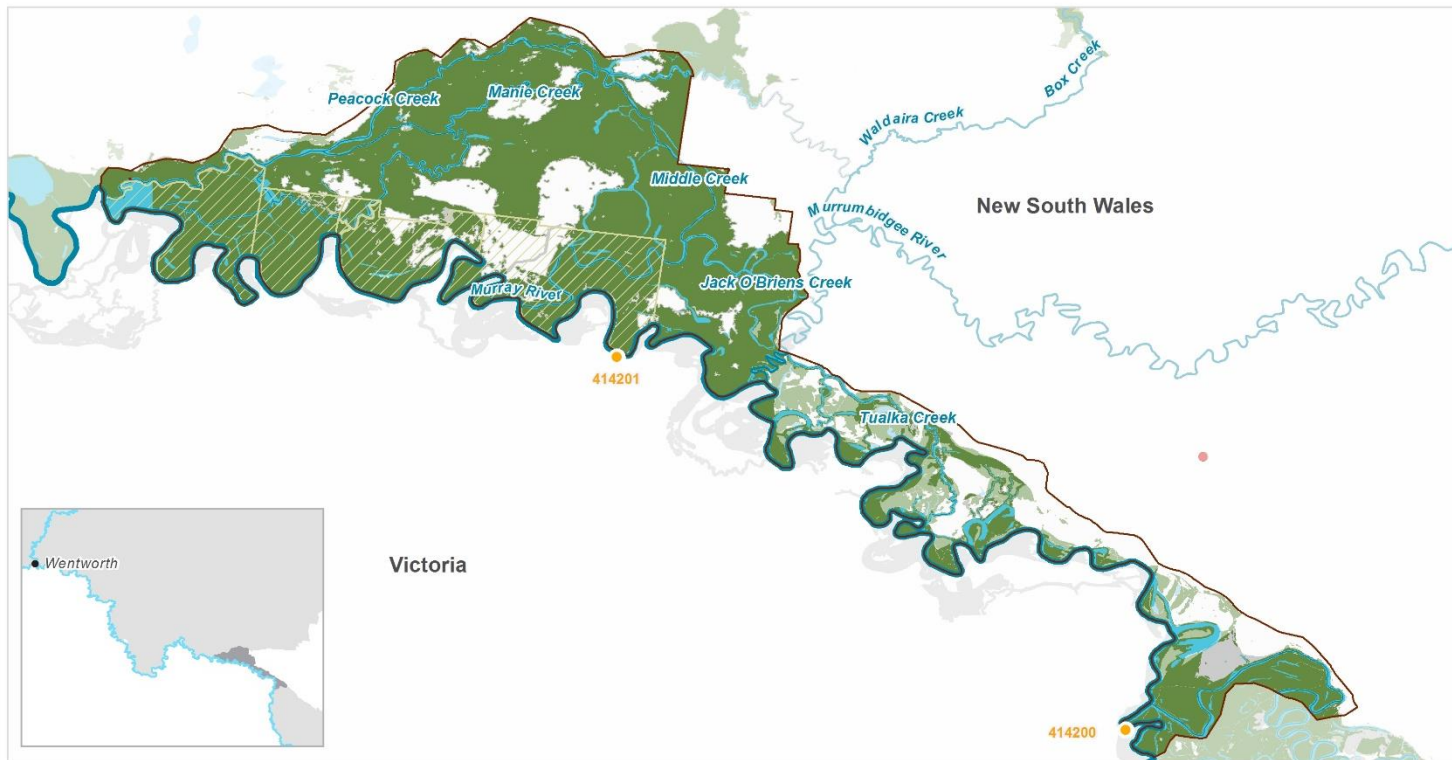 Box Creek
Peacock Creek
Manie Creek
Waldaira Creek
Middle Creek
New South Wales
Murrumbidgee River
Jack O'Briens Creek
Murray River
414201
Tualka Creek
Victoria
Wentworth
414200